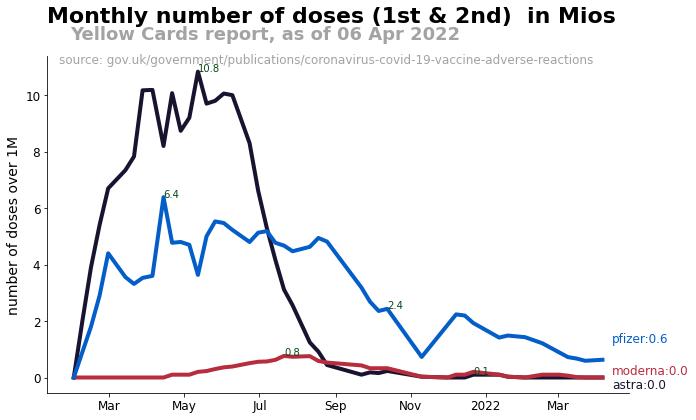 Monthly number of doses (1st & 2nd)  in Mios
Yellow Cards report, as of 06 Apr 2022
source: gov.uk/government/publications/coronavirus-covid-19-vaccine-adverse-reactions
10.8
10
8
6.4
6
4
2.4
2
0.8
0.1
0
number of doses over 1M
pfizer:0.6
moderna:0.0
astra:0.0
Mar
May
Jul
Sep
Nov
2022
Mar